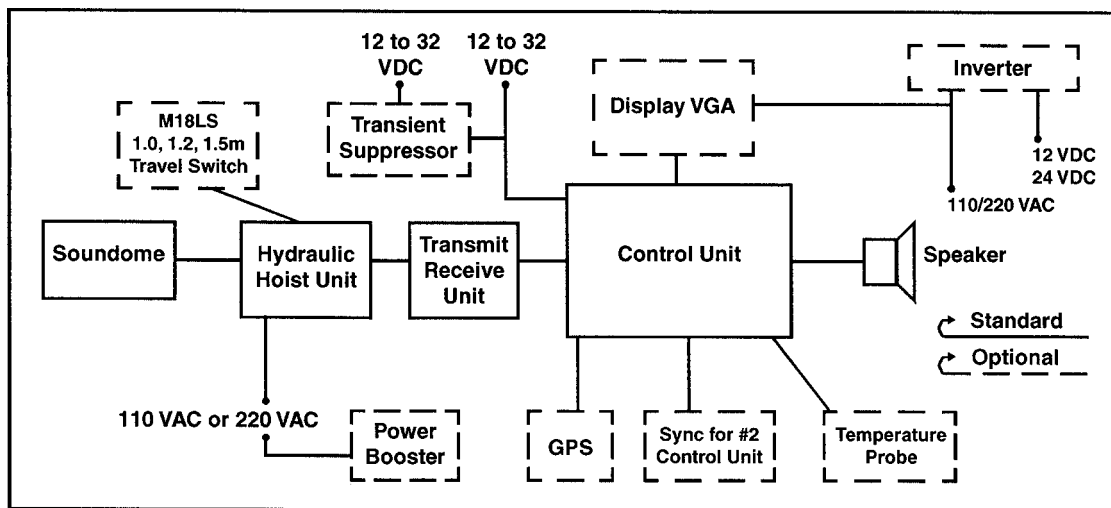 12 to 32
VDC
12 to 32
VDC
Inverter
Display VGA
M18LS
1.0, 1.2, 1.5m
Travel Switch
Transient
Suppressor
12 VDC
24 VDC
110/220 VAC
Soundome
Hydraulic
Hoist Unit
Transmit
Receive
Unit
Control Unit
Speaker
Standard
Optional
110 VAC or 220 VAC
Power
Booster
GPS
Sync for #2
Control Unit
Temperature
Probe